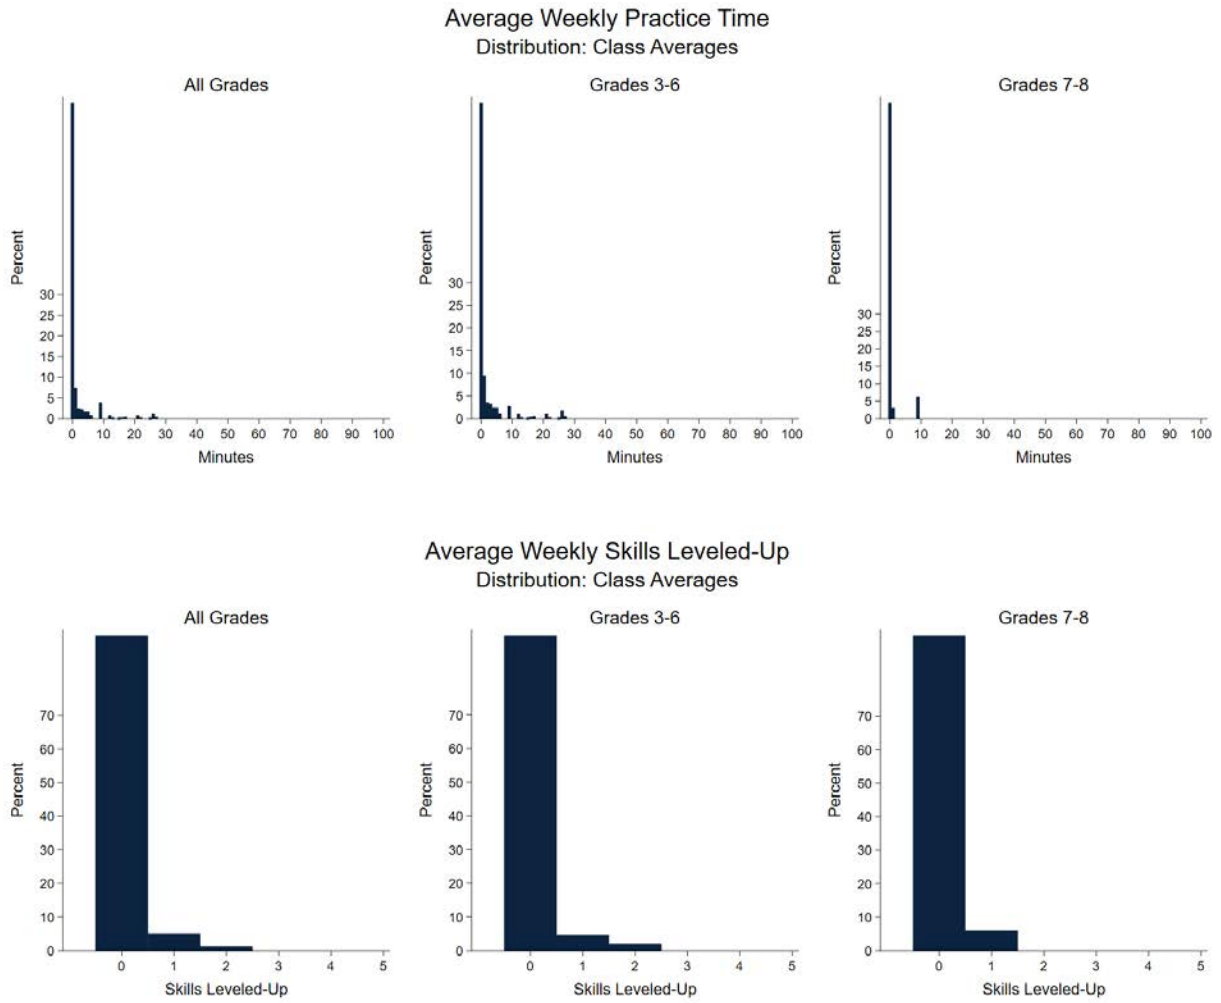 Average Weekly Practice Time
Distribution: Class Averages
All Grades
Percent
30
25
20
15
10
5
0
0 10 20 30 40 50 60 70 80 90 100
Minutes
Grades 3-6
Percent
30
25
20
15
10
5
0
0 10 20 30 40 50 60 70 80 90 100
Minutes
Grades 7-8
Percent
30
25
20
15
10
5
0
0 10 20 30 40 50 60 70 80 90 100
Minutes
Average Weekly Skills Leveled-Up
Distribution: Class Averages
All Grades
Percent
70
60
50
40
30
20
10
0
0 1 2 3 4 5
Skills Leveled-Up
Grades 3-6
Percent
70
60
50
40
30
20
10
0
0 1 2 3 4 5
Skills Leveled-Up
Grades 7-8
Percent
70
60
50
40
30
20
10
0
0 1 2 3 4 5
Skills Leveled-Up